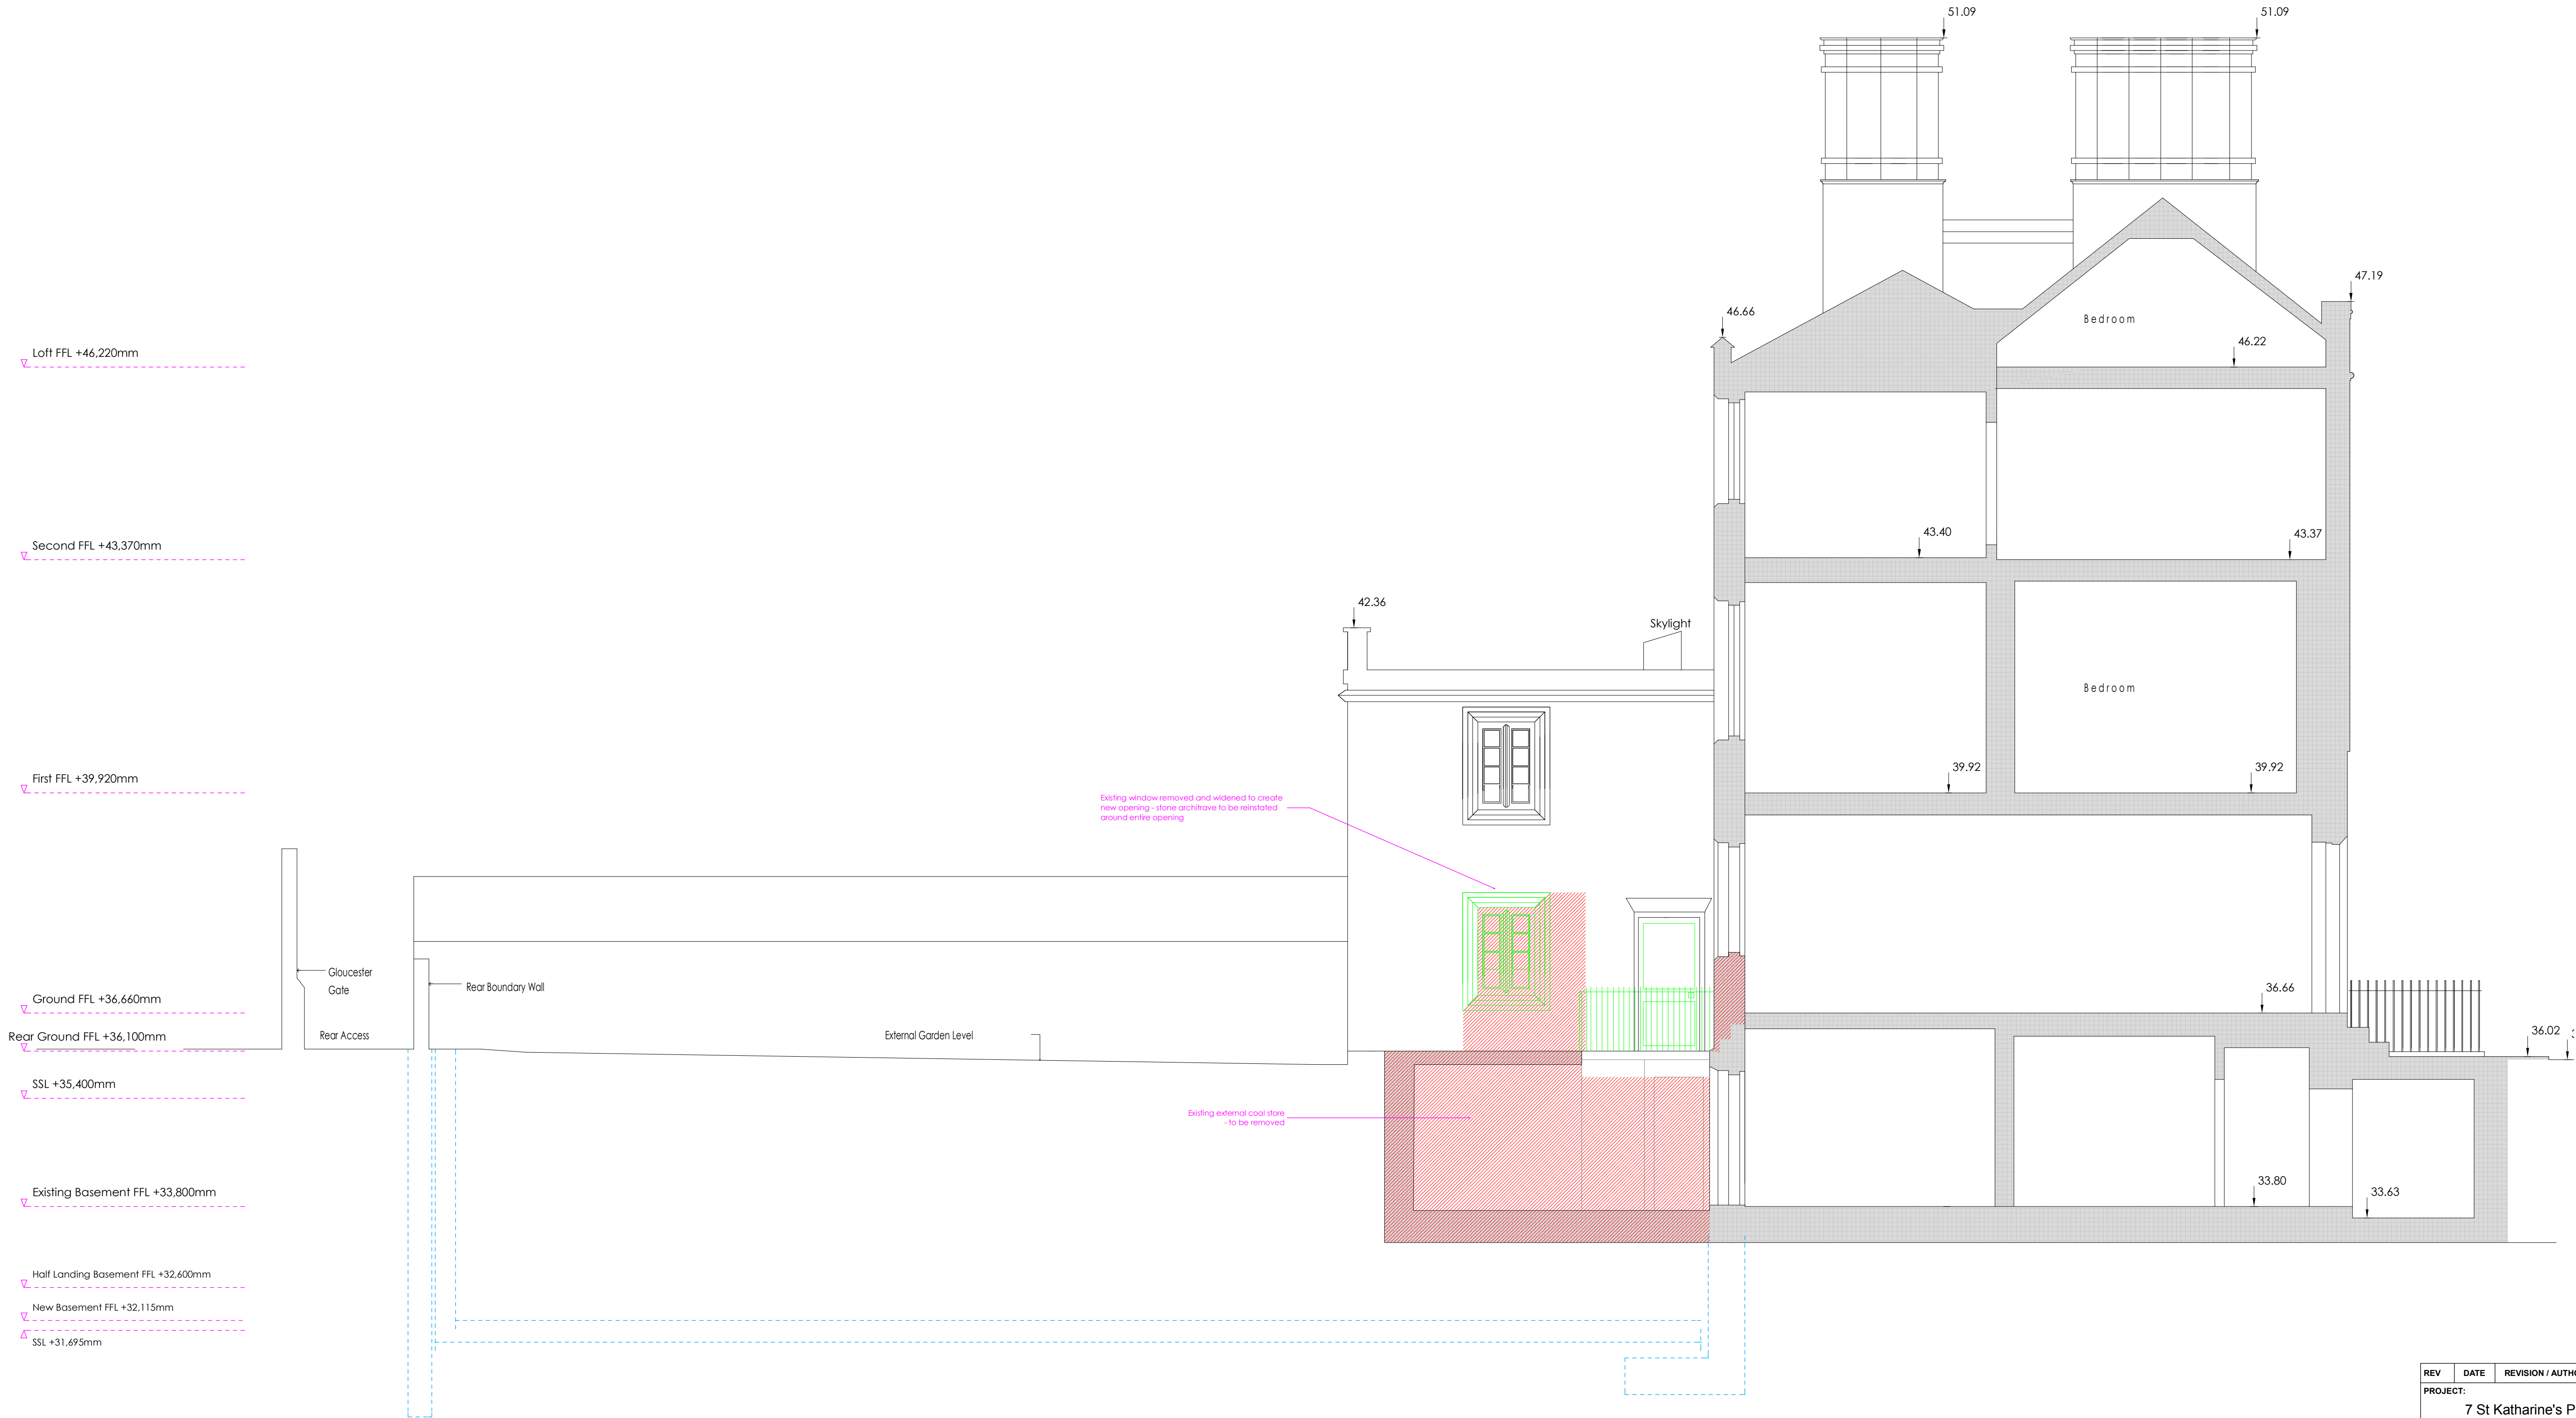 51.09
51.09
47.19
46.66
Bedroom
46.22
Loft FFL +46,220mm
43.40
43.37
Second FFL +43,370mm
42.36
Skylight
Bedroom
39.92
39.92
First FFL +39,920mm
Existing window removed and widened to create
new opening - stone architrave to be reinstated
around entire opening
Gloucester
Gate
Rear Boundary Wall
36.66
Ground FFL +36,660mm
Rear Ground FFL +36,100mm
Rear Access
External Garden Level
36.02
SSL +35,400mm
Existing external coal store
- to be removed
33.80
33.63
Existing Basement FFL +33,800mm
Half Landing Basement FFL +32,600mm
New Basement FFL +32,115mm
SSL +31,695mm
REV DATE REVISION / AUTHO
PROJECT:
7 St Katharine's P